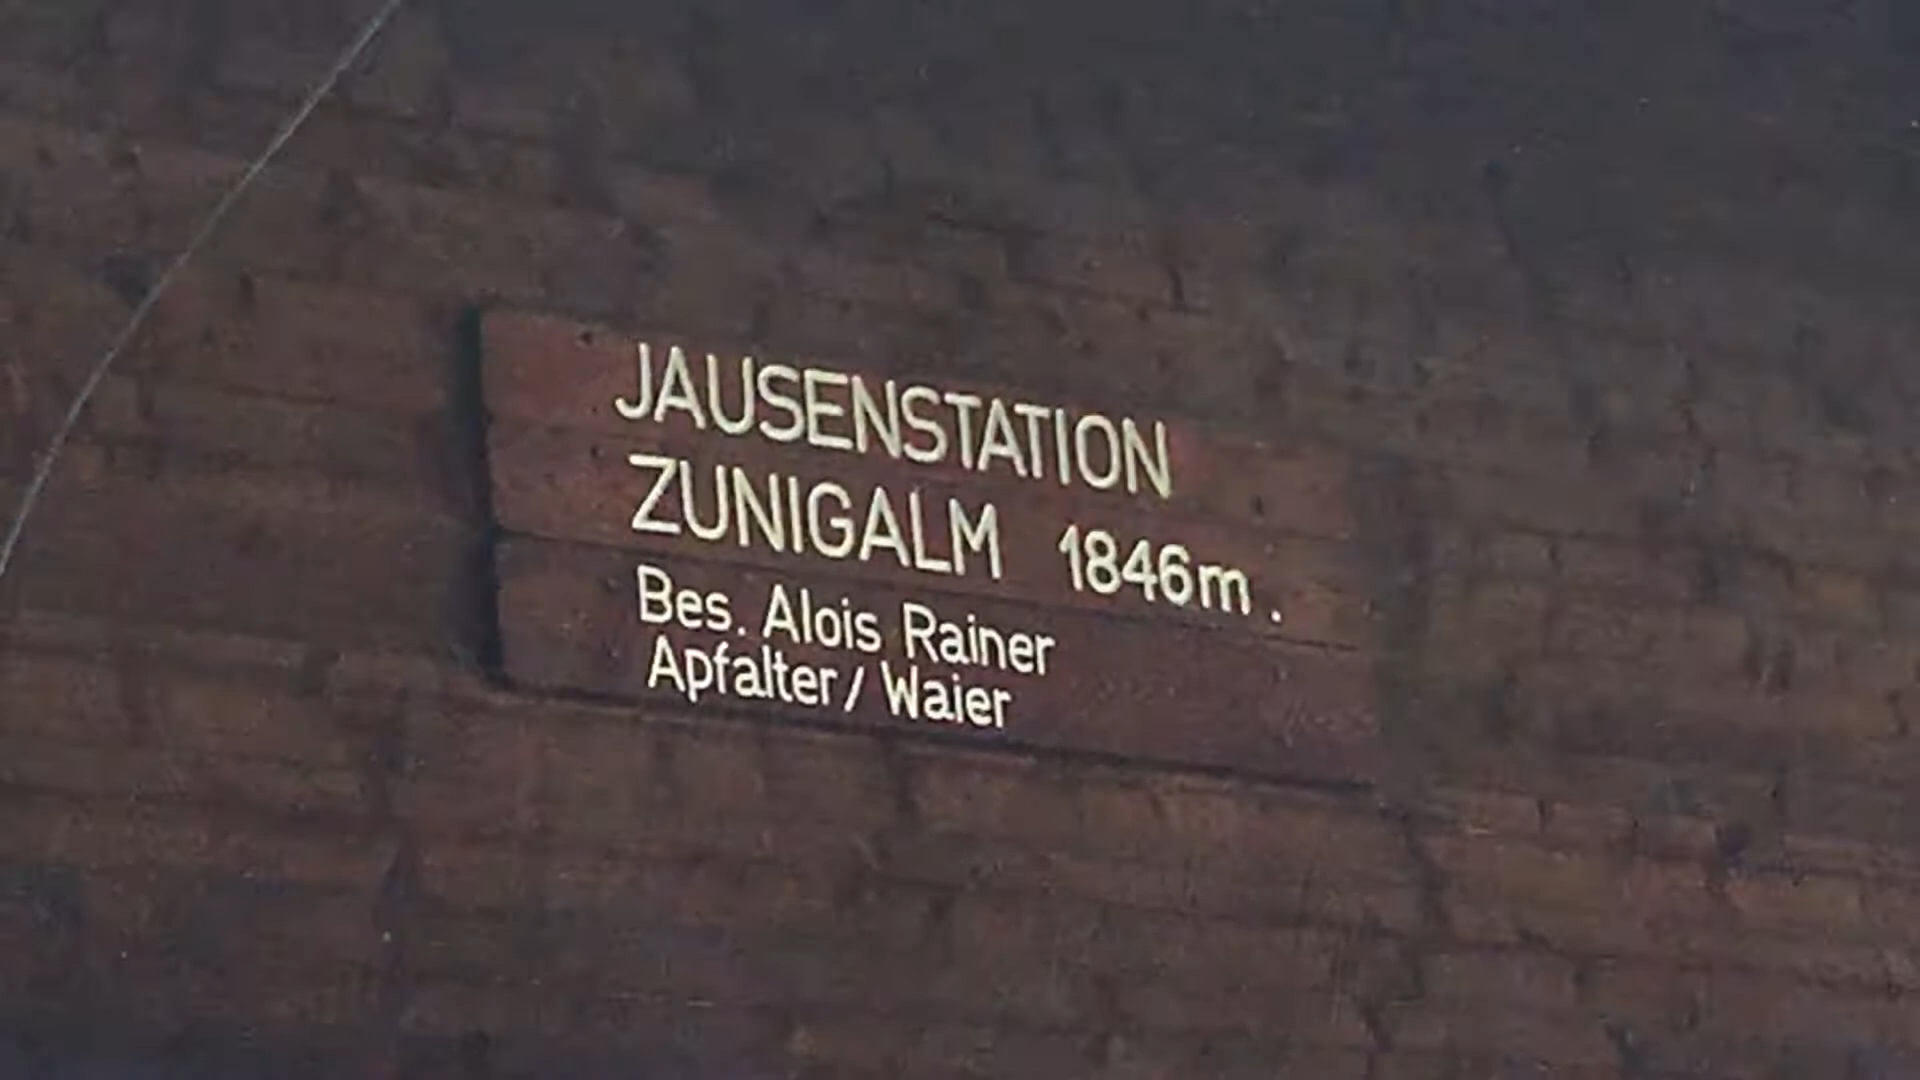 JAUSENSTATION
ZUNIGALM 1846m.
Bes. Alois Rainer
Apfalter/Waier